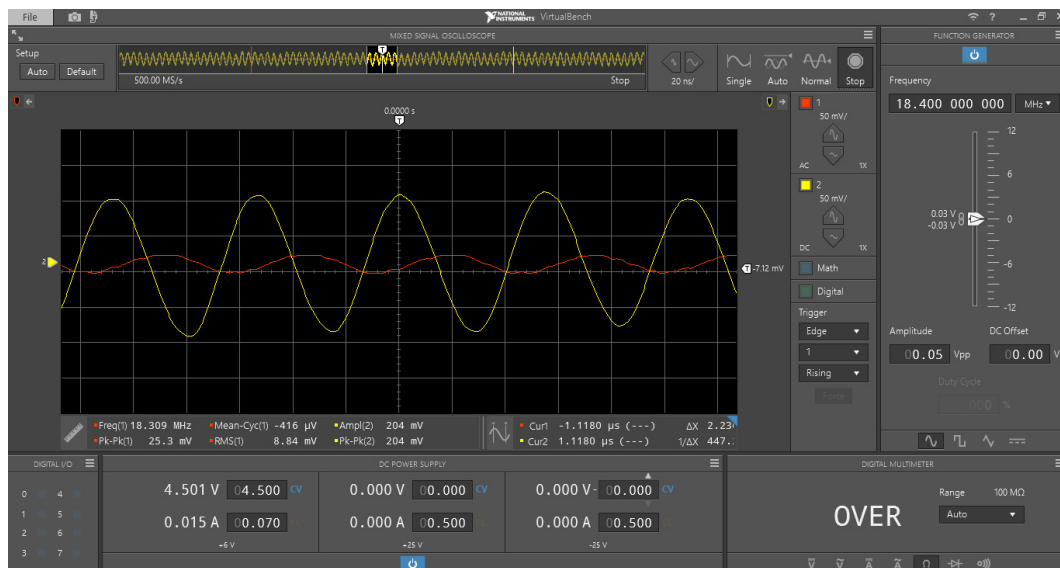 File
NATIONAL INSTRUMENTS VirtualBench
?
MIXED SIGNAL OSCILLOSCOPE
FUNCTION GENERATOR
Setup
Auto Default
500.00 MS/s
Stop
20 ns/
Single Auto Normal Stop
0.0000 s
T
1
50 mV/
AC 1X
2
50 mV/
DC 1X
2
T -7.12 mV
Math
Digital
Trigger
Edge
1
Rising
Force
Freq(1) 18.309 MHz Mean-Cyc(1) -416 µV Ampl(2) 204 mV
Pk-Pk(1) 25.3 mV RMS(1) 8.84 mV Pk-Pk(2) 204 mV
Cur1 -1.1180 µs (---) ΔX
Cur2 1.1180 µs (---) 1/ΔX
Frequency
18.400 000 000 MHz
12
6
0.03 V
-0.03 V
0
-6
-12
Amplitude DC Offset
00.05 Vpp 00.00 V
Duty Cycle
000 %
DIGITAL I/O
0 4
1 5
2 6
3 7
DC POWER SUPPLY
4.501 V 04.500 CV 0.000 V 00.000 CV 0.000 V - 00.000 CV
0.015 A 00.070 0.000 A 00.500 0.000 A 00.500
+6 V +25 V -25 V
DIGITAL MULTIMETER
OVER
Range 100 MΩ
Auto
V V A A Ω